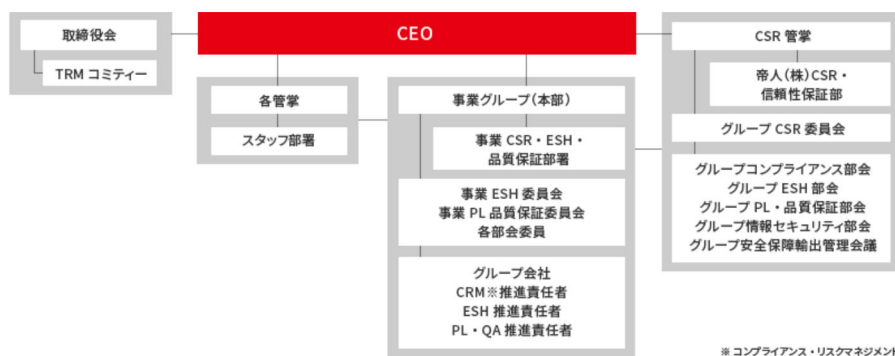 取締役会
TRM コミティー
CEO
CSR 管掌
帝人(株)CSR・
信頼性保証部
グループ CSR 委員会
グループコンプライアンス部会
グループ ESH 部会
グループ PL・品質保証部会
グループ情報セキュリティ部会
グループ安全保障輸出管理会議
各管掌
スタッフ部署
事業グループ(本部)
事業 CSR・ESH・
品質保証部署
事業 ESH 委員会
事業 PL 品質保証委員会
各部会委員
グループ会社
CRM※推進責任者
ESH 推進責任者
PL・QA 推進責任者
※ コンプライアンス・リスクマネジメント